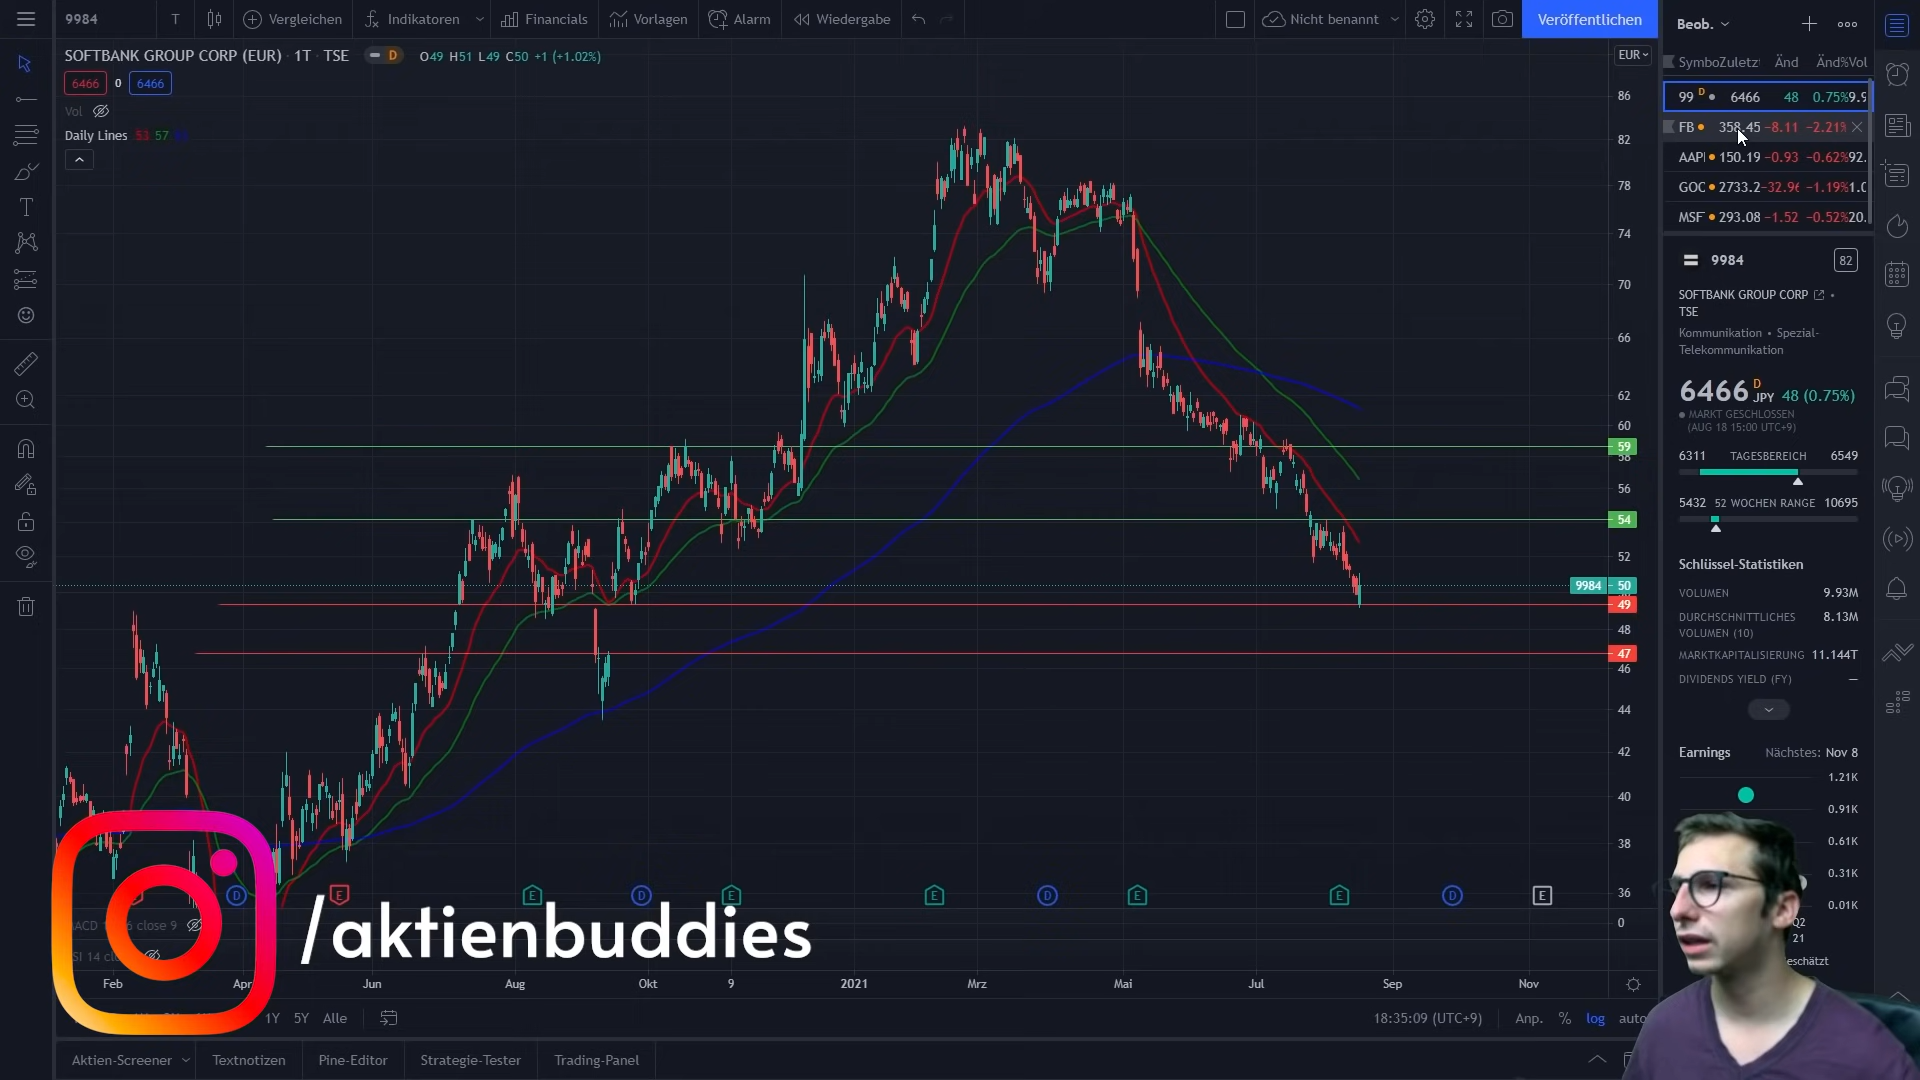 9984
T
Vergleichen
Indikatoren
Financials
Vorlagen
Alarm
Wiedergabe
Nicht benannt
Veröffentlichen
Beob.
SOFTBANK GROUP CORP (EUR) · 1T · TSE
D
O49 H51 L49 C50 +1 (+1.02%)
EUR
6466 0 6466
Vol
Daily Lines 53 57
Symbo Zuletzt Änd Änd% Vol
99 D 6466 48 0.75% 9.9
FB 358.45 −8.11 −2.21%
AAP 150.19 −0.93 −0.62% 92.
GOO 2733.2 −32.96 −1.19% 1.0
MSF 293.08 −1.52 −0.52% 20.
9984
82
SOFTBANK GROUP CORP
TSE
Kommunikation • Spezial-
Telekommunikation
6466 D JPY 48 (0.75%)
MARKT GESCHLOSSEN
(AUG 18 15:00 UTC+9)
6311 TAGESBEREICH 6549
5432 52 WOCHEN RANGE 10695
Schlüssel-Statistiken
VOLUMEN 9.93M
DURCHSCHNITTLICHES 8.13M
VOLUMEN (10)
MARKTKAPITALISIERUNG 11.144T
DIVIDENDS YIELD (FY) —
Earnings Nächstes: Nov 8
1.21K
0.91K
0.61K
0.31K
0.01K
Q2
21
eschätzt
86
82
78
74
70
66
62
60
59
58
56
54
52
9984 50
49
48
47
46
44
42
40
38
36
0
D E E D E E D E E D E
ACD
6 close 9
SI 14 clo
/aktienbuddies
Feb Apr Jun Aug Okt 9 2021 Mrz Mai Jul Sep Nov
1Y 5Y Alle
18:35:09 (UTC+9) Anp. % log auto
Aktien-Screener Textnotizen Pine-Editor Strategie-Tester Trading-Panel